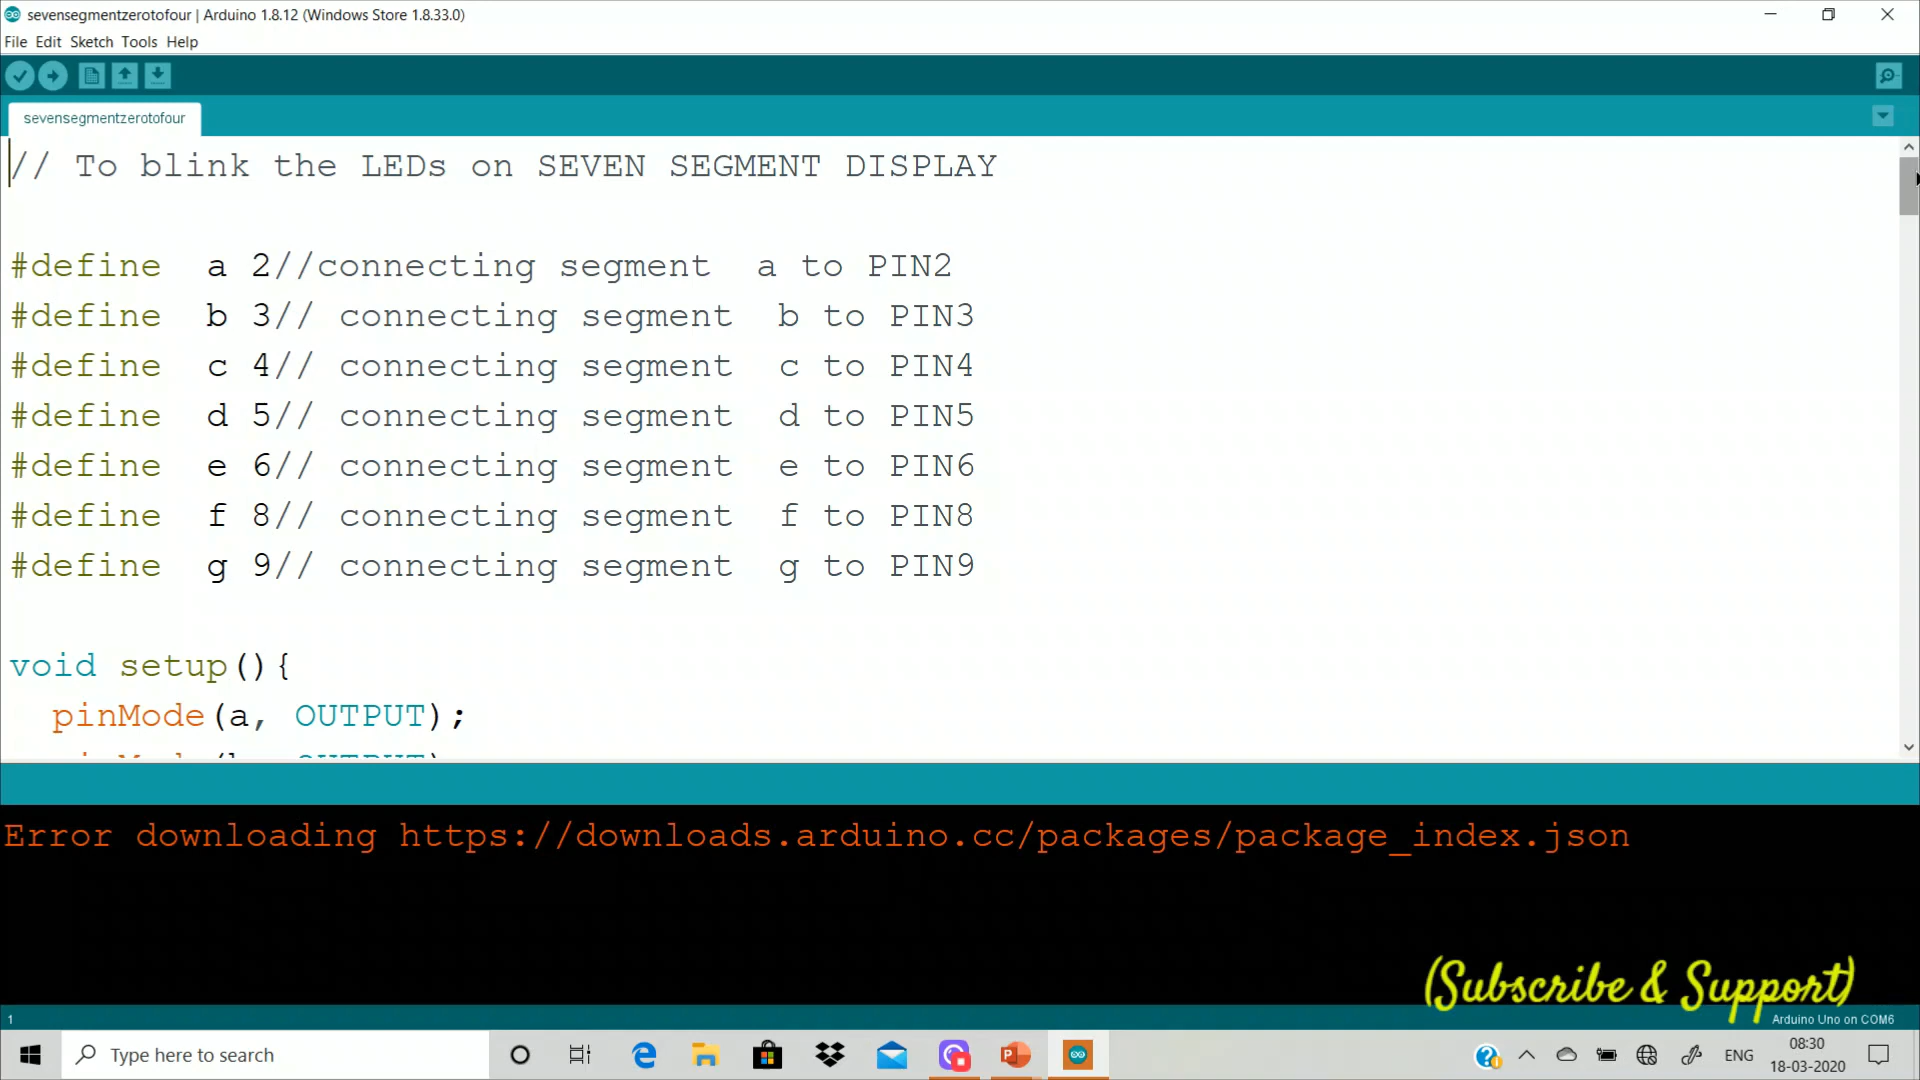 sevensegmentzerotofour | Arduino 1.8.12 (Windows Store 1.8.33.0)
File Edit Sketch Tools Help
sevensegmentzerotofour
// To blink the LEDs on SEVEN SEGMENT DISPLAY
#define  a 2//connecting segment  a to PIN2
#define  b 3// connecting segment  b to PIN3
#define  c 4// connecting segment  c to PIN4
#define  d 5// connecting segment  d to PIN5
#define  e 6// connecting segment  e to PIN6
#define  f 8// connecting segment  f to PIN8
#define  g 9// connecting segment  g to PIN9
void setup(){
pinMode(a, OUTPUT);
Error downloading https://downloads.arduino.cc/packages/package_index.json
(Subscribe & Support)
1
Arduino Uno on COM6
Type here to search
ENG
08:30
18-03-2020